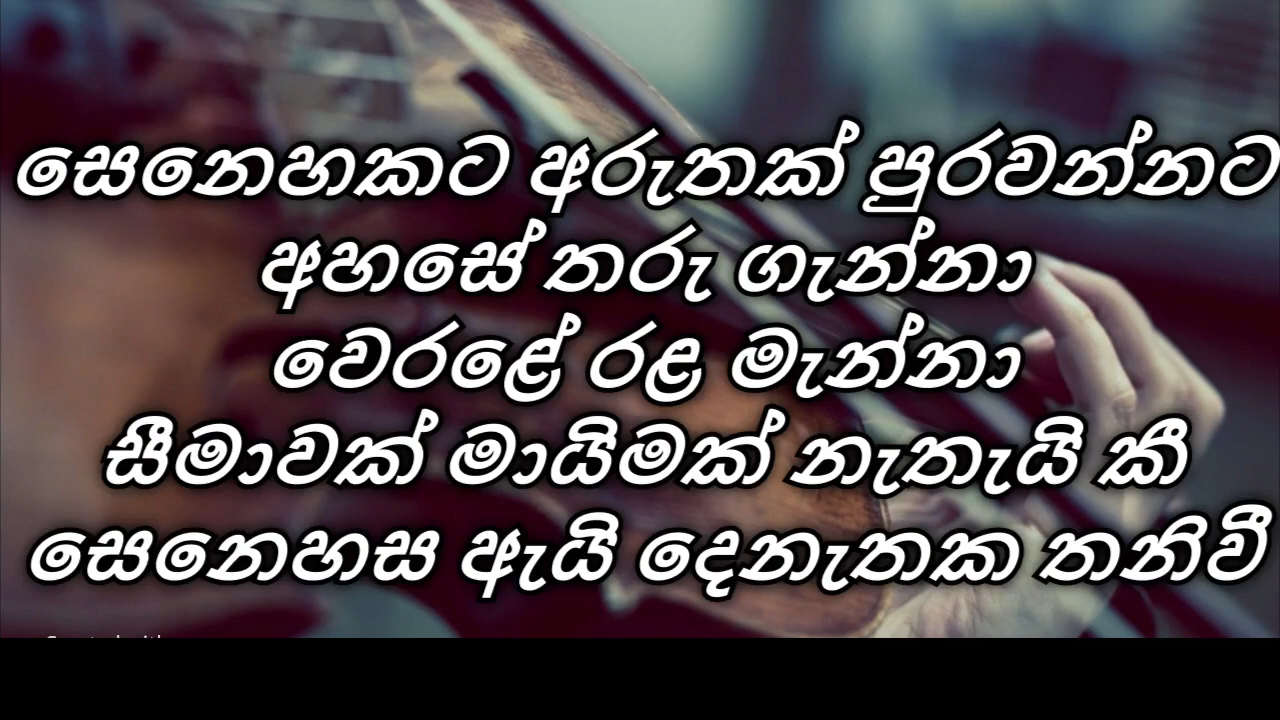 සෙනෙහකට අරුතක් පුරවන්නට
අහසේ තරු ගැන්නා
වෙරළේ රළ මැන්නා
සීමාවක් මායිමක් නැතැයි කී
සෙනෙහස ඇයි දෙනැතක තනිවී